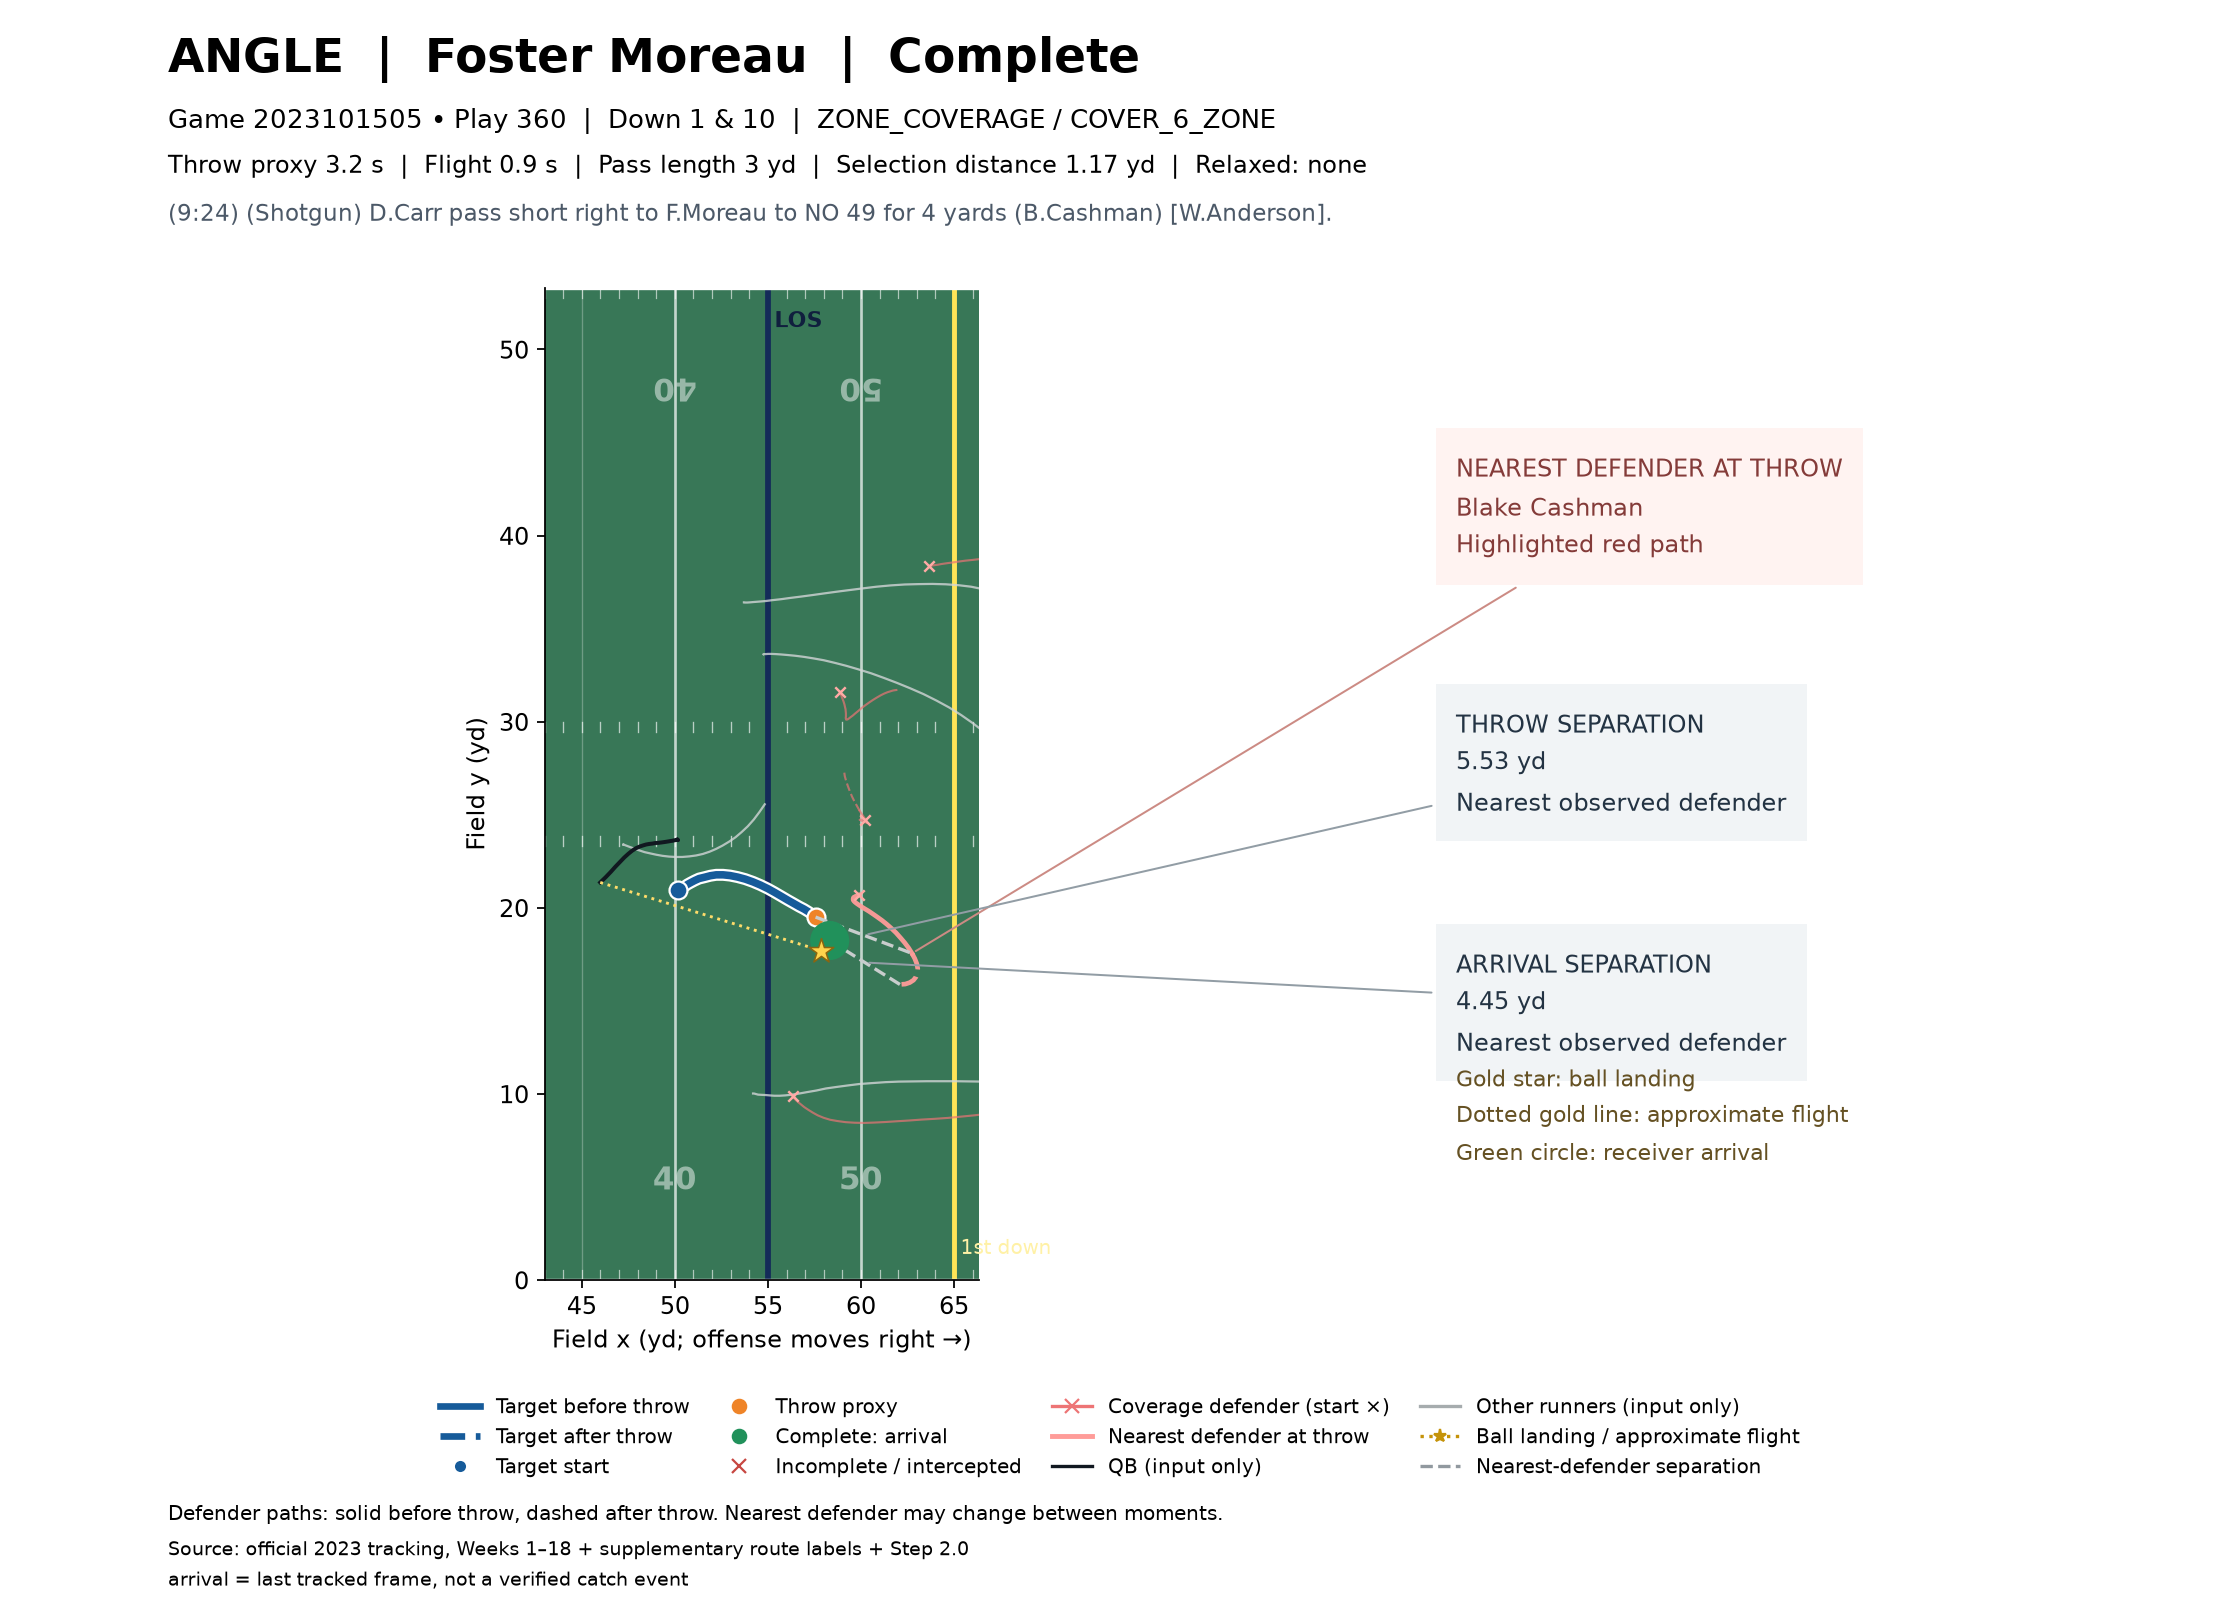 ANGLE | Foster Moreau | Complete
Game 2023101505 • Play 360 | Down 1 & 10 | ZONE_COVERAGE / COVER_6_ZONE
Throw proxy 3.2 s | Flight 0.9 s | Pass length 3 yd | Selection distance 1.17 yd | Relaxed: none
(9:24) (Shotgun) D.Carr pass short right to F.Moreau to NO 49 for 4 yards (B.Cashman) [W.Anderson].
LOS
50
40 50
40
30
20
10
0
Field y (yd)
40 50
1st down
45 50 55 60 65
Field x (yd; offense moves right →)
NEAREST DEFENDER AT THROW
Blake Cashman
Highlighted red path
THROW SEPARATION
5.53 yd
Nearest observed defender
ARRIVAL SEPARATION
4.45 yd
Nearest observed defender
Gold star: ball landing
Dotted gold line: approximate flight
Green circle: receiver arrival
Target before throw
Target after throw
Target start
Throw proxy
Complete: arrival
Incomplete / intercepted
Coverage defender (start ×)
Nearest defender at throw
QB (input only)
Other runners (input only)
Ball landing / approximate flight
Nearest-defender separation
Defender paths: solid before throw, dashed after throw. Nearest defender may change between moments.
Source: official 2023 tracking, Weeks 1–18 + supplementary route labels + Step 2.0
arrival = last tracked frame, not a verified catch event